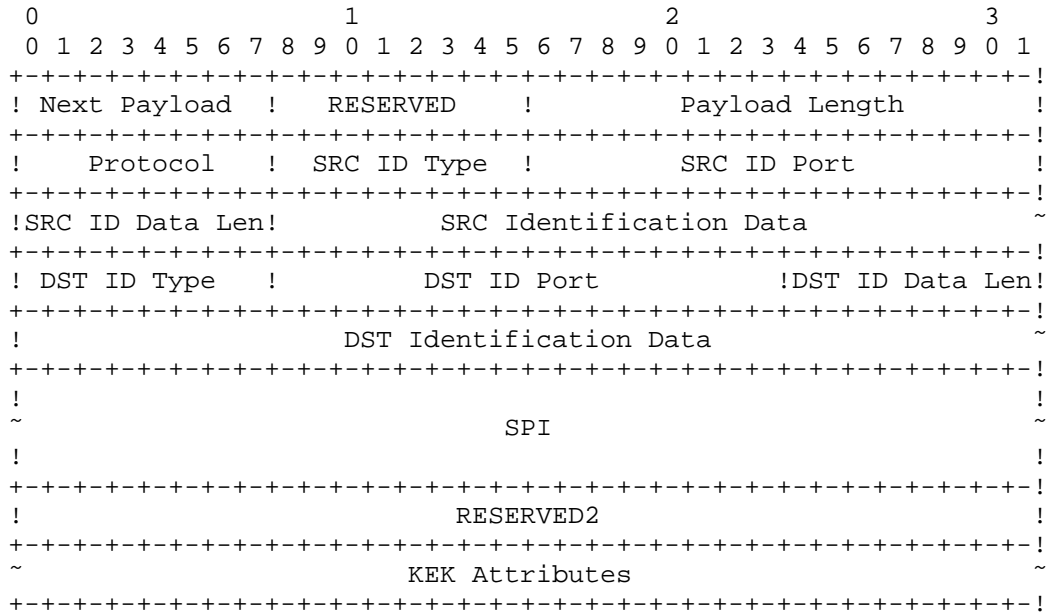 0                   1                   2                   3
 0 1 2 3 4 5 6 7 8 9 0 1 2 3 4 5 6 7 8 9 0 1 2 3 4 5 6 7 8 9 0 1
+-+-+-+-+-+-+-+-+-+-+-+-+-+-+-+-+-+-+-+-+-+-+-+-+-+-+-+-+-+-+-+-!
! Next Payload  !   RESERVED    !         Payload Length        !
+-+-+-+-+-+-+-+-+-+-+-+-+-+-+-+-+-+-+-+-+-+-+-+-+-+-+-+-+-+-+-+-!
!    Protocol   !  SRC ID Type  !         SRC ID Port           !
+-+-+-+-+-+-+-+-+-+-+-+-+-+-+-+-+-+-+-+-+-+-+-+-+-+-+-+-+-+-+-+-!
!SRC ID Data Len!          SRC Identification Data              ~
+-+-+-+-+-+-+-+-+-+-+-+-+-+-+-+-+-+-+-+-+-+-+-+-+-+-+-+-+-+-+-+-!
! DST ID Type   !         DST ID Port           !DST ID Data Len!
+-+-+-+-+-+-+-+-+-+-+-+-+-+-+-+-+-+-+-+-+-+-+-+-+-+-+-+-+-+-+-+-!
!                    DST Identification Data                    ~
+-+-+-+-+-+-+-+-+-+-+-+-+-+-+-+-+-+-+-+-+-+-+-+-+-+-+-+-+-+-+-+-!
!                                                               !
~                              SPI                              ~
!                                                               !
+-+-+-+-+-+-+-+-+-+-+-+-+-+-+-+-+-+-+-+-+-+-+-+-+-+-+-+-+-+-+-+-!
!                           RESERVED2                           !
+-+-+-+-+-+-+-+-+-+-+-+-+-+-+-+-+-+-+-+-+-+-+-+-+-+-+-+-+-+-+-+-!
~                        KEK Attributes                         ~
+-+-+-+-+-+-+-+-+-+-+-+-+-+-+-+-+-+-+-+-+-+-+-+-+-+-+-+-+-+-+-+-!